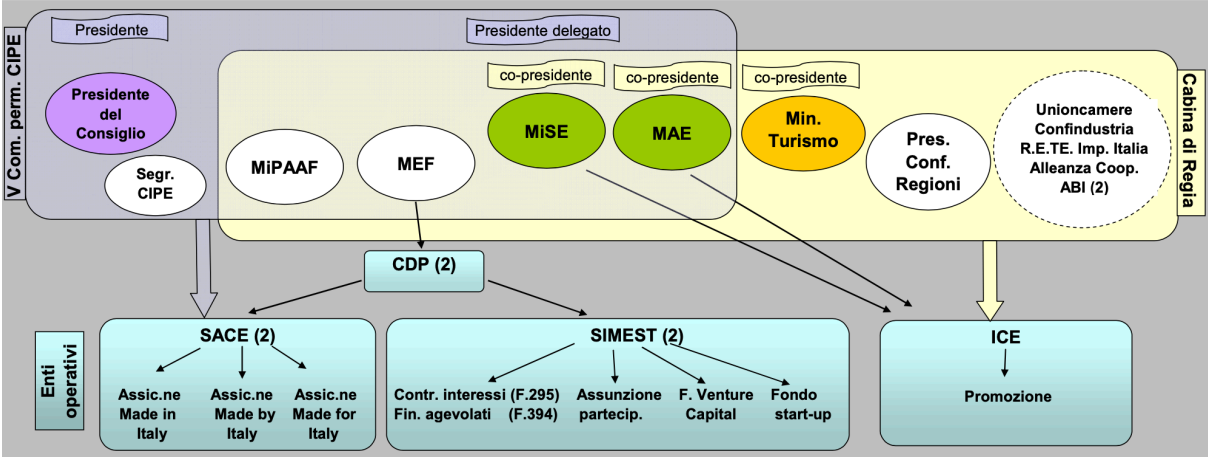 V Com. perm. CIPE
Presidente
Presidente delegato
co-presidente
co-presidente
co-presidente
Cabina di Regia
Presidente
del
Consiglio
Segr.
CIPE
MiPAAF
MEF
MiSE
MAE
Min.
Turismo
Pres.
Conf.
Regioni
Unioncamere
Confindustria
R.E.TE. Imp. Italia
Alleanza Coop.
ABI (2)
CDP (2)
Enti
operativi
SACE (2)
Assic.ne
Made in
Italy
Assic.ne
Made by
Italy
Assic.ne
Made for
Italy
SIMEST (2)
Contr. interessi (F.295)
Fin. agevolati (F.394)
Assunzione
partecip.
F. Venture
Capital
Fondo
start-up
ICE
Promozione